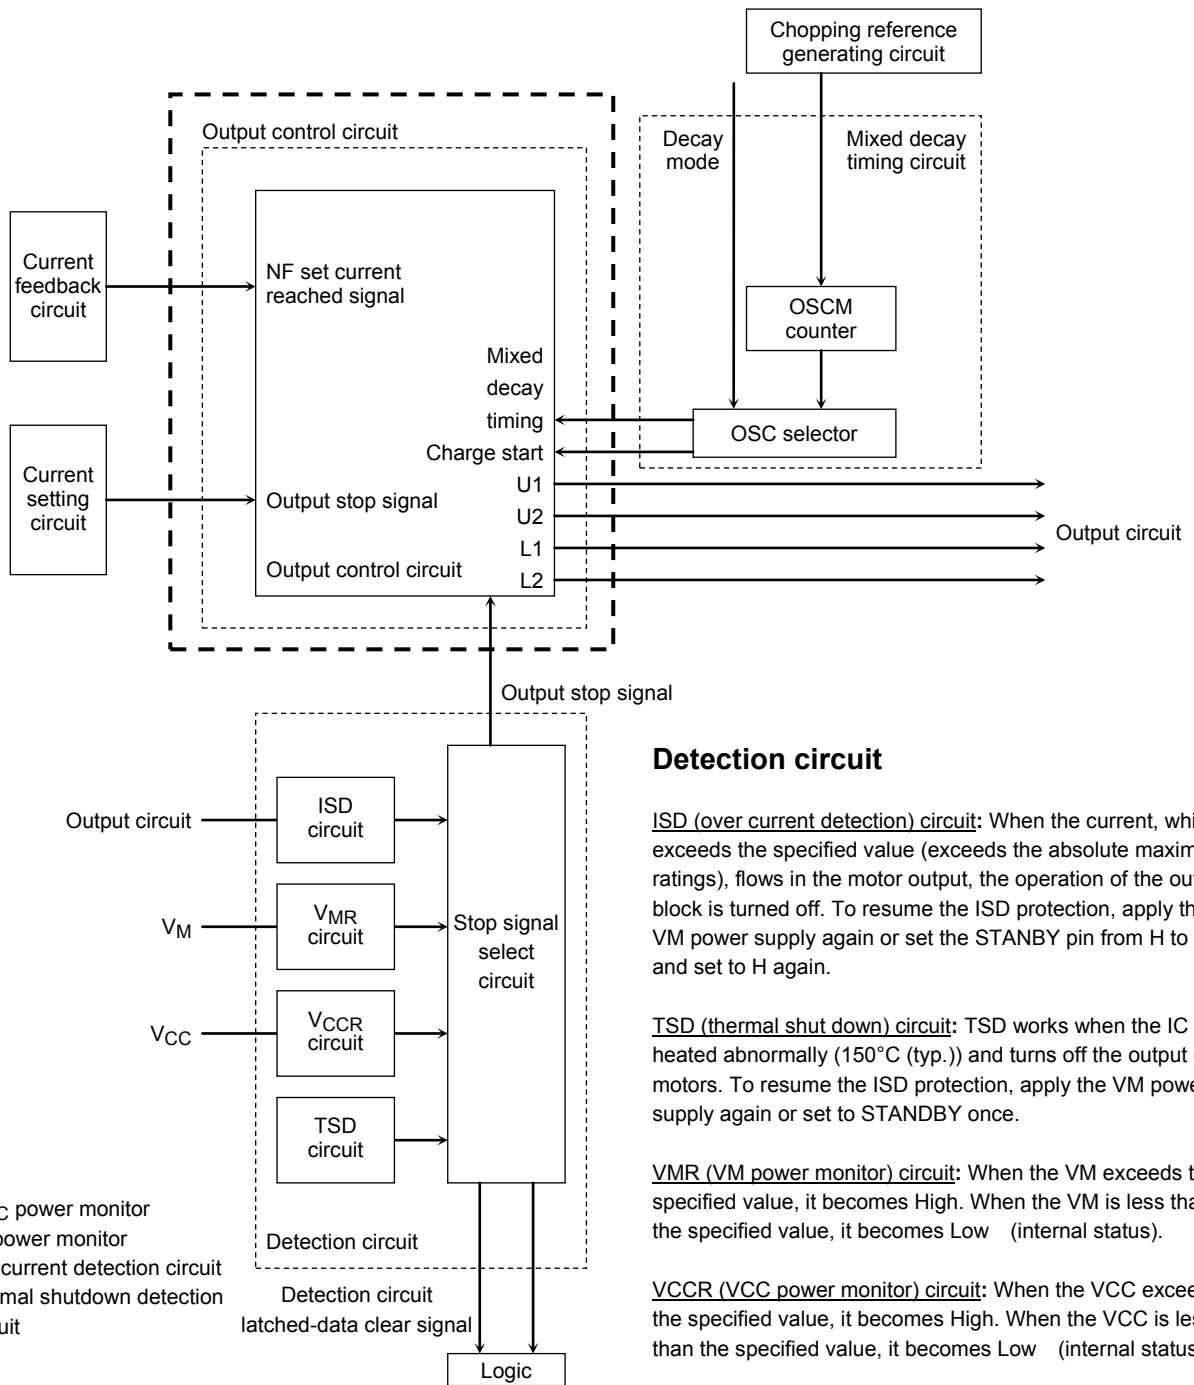 Chopping reference
generating circuit
Output control circuit
Decay
mode
Mixed decay
timing circuit
Current
feedback
circuit
NF set current
reached signal
OSCM
counter
Mixed
decay
timing
Charge start
OSC selector
Current
setting
circuit
Output stop signal
U1
U2
L1
L2
Output circuit
Output control circuit
Output stop signal
Output circuit
ISD
circuit
VM
VMR
circuit
Stop signal
select
circuit
VCC
VCCR
circuit
TSD
circuit
Detection circuit
Detection circuit
latched-data clear signal
Logic
power monitor
power monitor
current detection circuit
shutdown detection
Detection circuit
ISD (over current detection) circuit: When the current,
exceeds the specified value (exceeds the absolute
ratings), flows in the motor output, the operation of the
block is turned off. To resume the ISD protection, apply
VM power supply again or set the STANBY pin from H to
and set to H again.
TSD (thermal shut down) circuit: TSD works when the IC
heated abnormally (150°C (typ.)) and turns off the output
motors. To resume the ISD protection, apply the VM
supply again or set to STANDBY once.
VMR (VM power monitor) circuit: When the VM exceeds
specified value, it becomes High. When the VM is less
the specified value, it becomes Low (internal status).
VCCR (VCC power monitor) circuit: When the VCC
the specified value, it becomes High. When the VCC is
than the specified value, it becomes Low (internal status